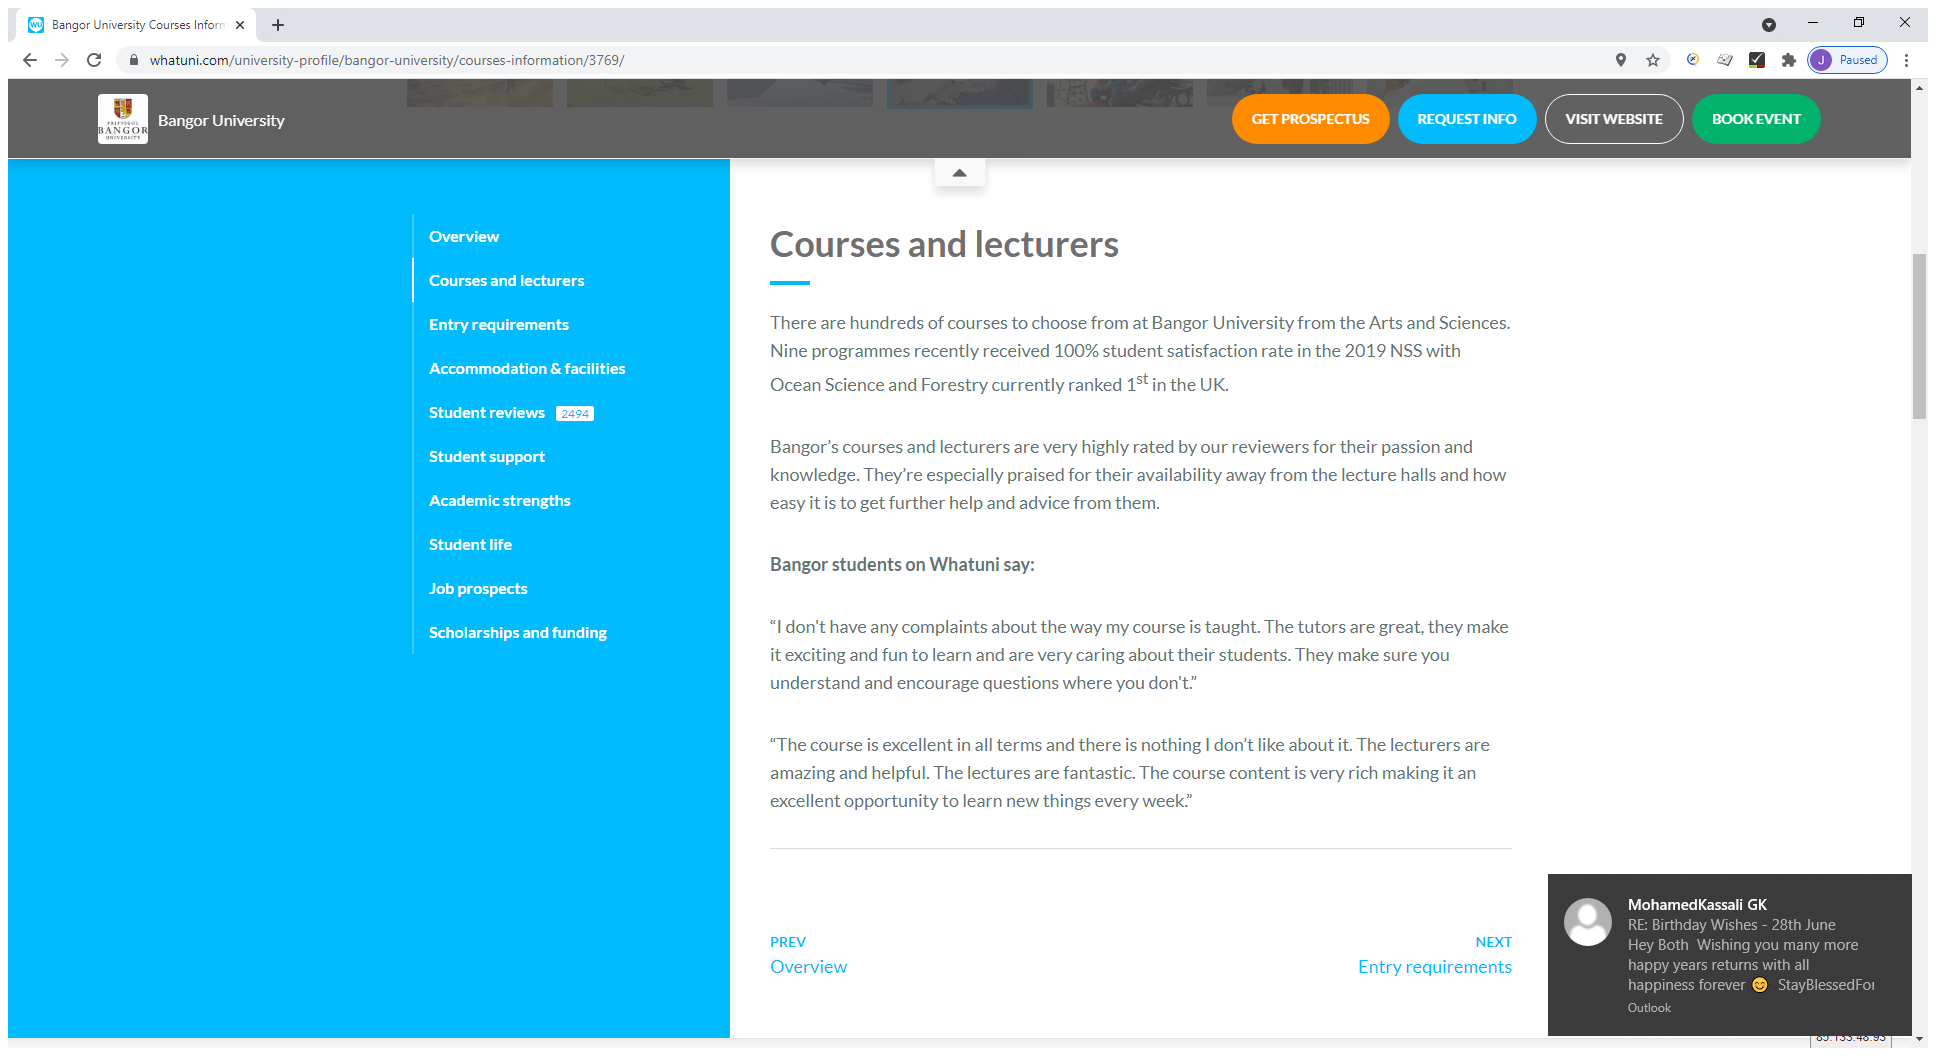 Bangor University Courses Inform
whatuni.com/university-profile/bangor-university/courses-information/3769/
J Paused
PRIFYSGOL
BANGOR
UNIVERSITY
Bangor University
GET PROSPECTUS
REQUEST INFO
VISIT WEBSITE
BOOK EVENT
Overview
Courses and lecturers
Entry requirements
Accommodation & facilities
Student reviews 2494
Student support
Academic strengths
Student life
Job prospects
Scholarships and funding
Courses and lecturers
There are hundreds of courses to choose from at Bangor University from the Arts and Sciences.
Nine programmes recently received 100% student satisfaction rate in the 2019 NSS with
Ocean Science and Forestry currently ranked 1st in the UK.
Bangor’s courses and lecturers are very highly rated by our reviewers for their passion and
knowledge. They’re especially praised for their availability away from the lecture halls and how
easy it is to get further help and advice from them.
Bangor students on Whatuni say:
“I don't have any complaints about the way my course is taught. The tutors are great, they make
it exciting and fun to learn and are very caring about their students. They make sure you
understand and encourage questions where you don't.”
“The course is excellent in all terms and there is nothing I don’t like about it. The lecturers are
amazing and helpful. The lectures are fantastic. The course content is very rich making it an
excellent opportunity to learn new things every week.”
PREV
Overview
NEXT
Entry requirements
MohamedKassali GK
RE: Birthday Wishes - 28th June
Hey Both Wishing you many more
happy years returns with all
happiness forever 😊 StayBlessedFor
Outlook
85.133.48.93